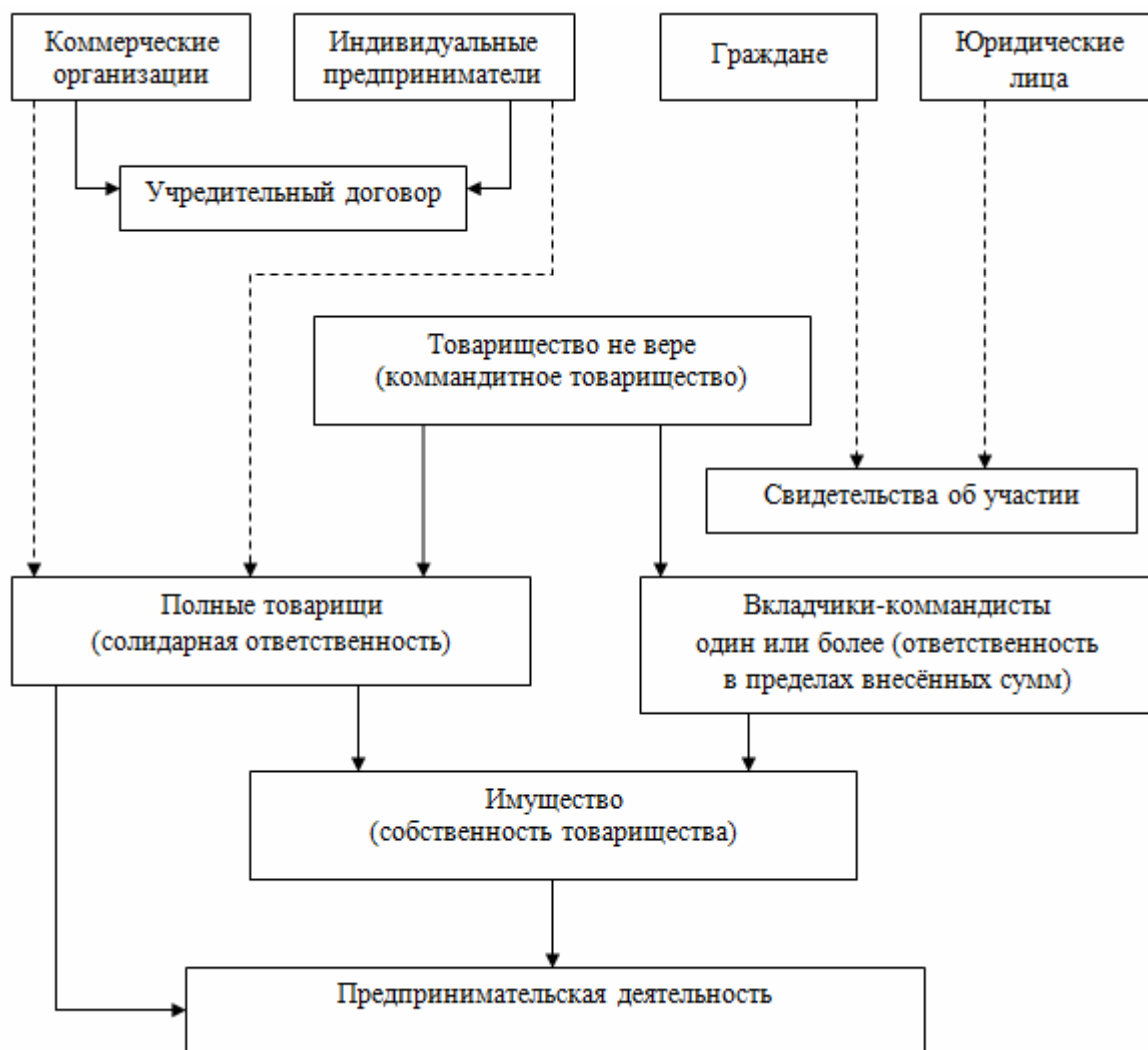 Коммерческие
организации
Индивидуальные
предприниматели
Граждане
Юридические
лица
Учредительный договор
Товарищество не вере
(коммандитное товарищество)
Свидетельства об участии
Полные товарищи
(солидарная ответственность)
Вкладчики-коммандисты
один или более (ответственность
в пределах внесённых сумм)
Имущество
(собственность товарищества)
Предпринимательская деятельность